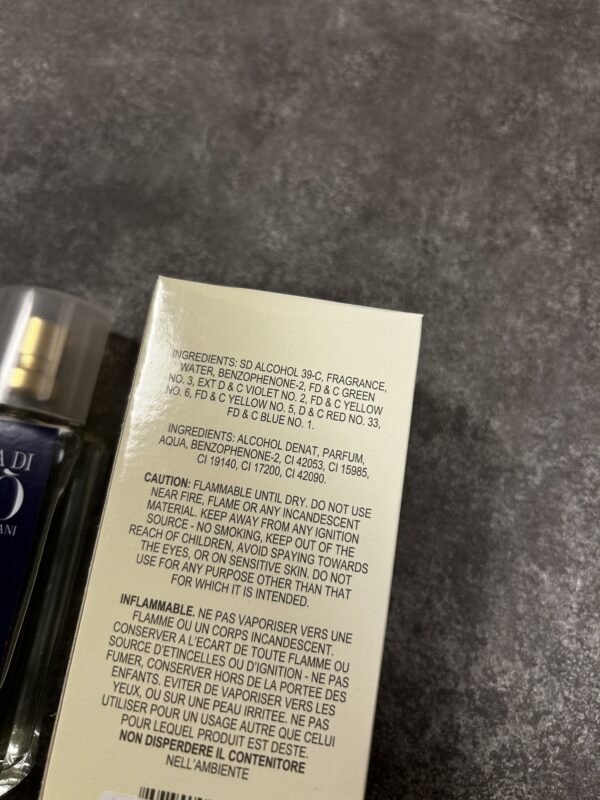 A DI
Ò
ANI
INGREDIENTS: SD ALCOHOL 39-C, FRAGRANCE,
WATER, BENZOPHENONE-2, FD & C GREEN
NO. 3, EXT D & C VIOLET NO. 2, FD & C YELLOW
NO. 6, FD & C YELLOW NO. 5, D & C RED NO. 33,
FD & C BLUE NO. 1.
INGREDIENTS: ALCOHOL DENAT, PARFUM,
AQUA, BENZOPHENONE-2, CI 42053, CI 15985,
CI 19140, CI 17200, CI 42090.
CAUTION: FLAMMABLE UNTIL DRY. DO NOT USE
NEAR FIRE, FLAME OR ANY INCANDESCENT
MATERIAL. KEEP AWAY FROM ANY IGNITION
SOURCE - NO SMOKING, KEEP OUT OF THE
REACH OF CHILDREN, AVOID SPAYING TOWARDS
THE EYES, OR ON SENSITIVE SKIN. DO NOT
USE FOR ANY PURPOSE OTHER THAN THAT
FOR WHICH IT IS INTENDED.
INFLAMMABLE. NE PAS VAPORISER VERS UNE
FLAMME OU UN CORPS INCANDESCENT.
CONSERVER A L'ECART DE TOUTE FLAMME OU
SOURCE D'ETINCELLES OU D'IGNITION - NE PAS
FUMER, CONSERVER HORS DE LA PORTEE DES
ENFANTS. EVITER DE VAPORISER VERS LES
YEUX, OU SUR UNE PEAU IRRITEE. NE PAS
UTILISER POUR UN USAGE AUTRE QUE CELUI
POUR LEQUEL PRODUIT EST DESTE.
NON DISPERDERE IL CONTENITORE
NELL'AMBIENTE